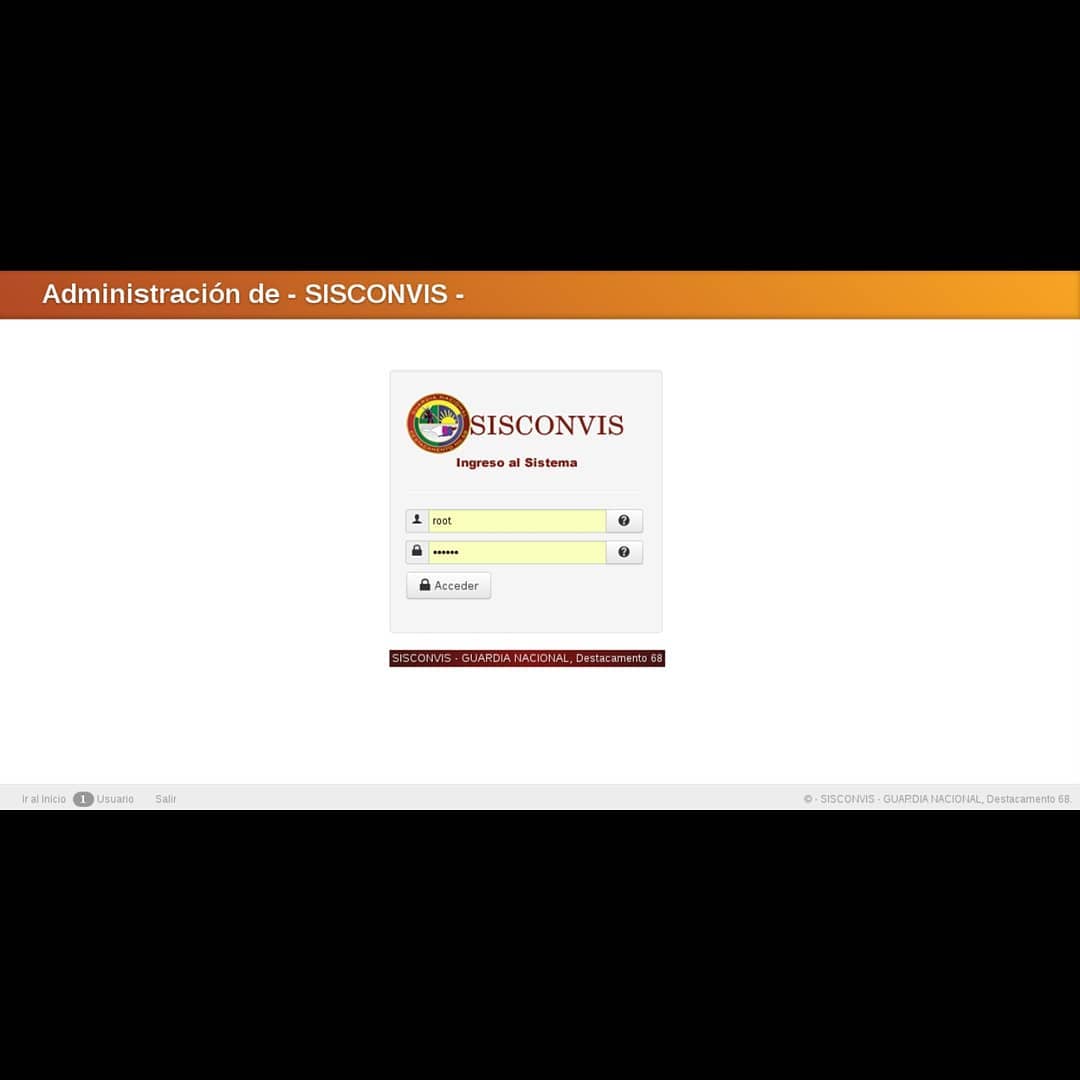 Administración de - SISCONVIS -
SISCONVIS
Ingreso al Sistema
root
••••••
Acceder
SISCONVIS - GUARDIA NACIONAL, Destacamento 68
Ir al Inicio 1 Usuario Salir
© - SISCONVIS - GUARDIA NACIONAL, Destacamento 68.